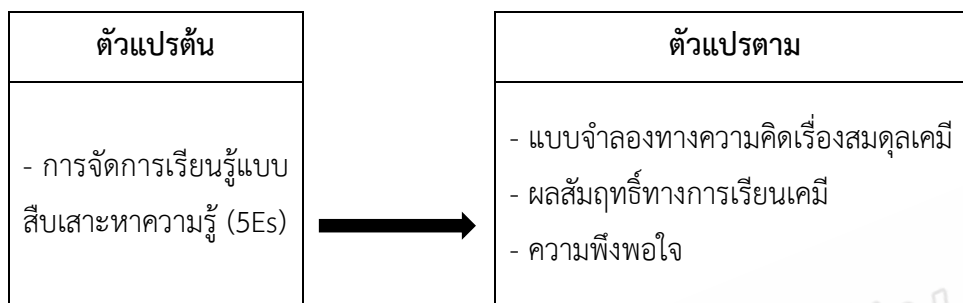 ตัวแปรต้น
- การจัดการเรียนรู้แบบ
สืบเสาะหาความรู้ (5Es)
ตัวแปรตาม
- แบบจำลองทางความคิดเรื่องสมดุลเคมี
- ผลสัมฤทธิ์ทางการเรียนเคมี
- ความพึงพอใจ